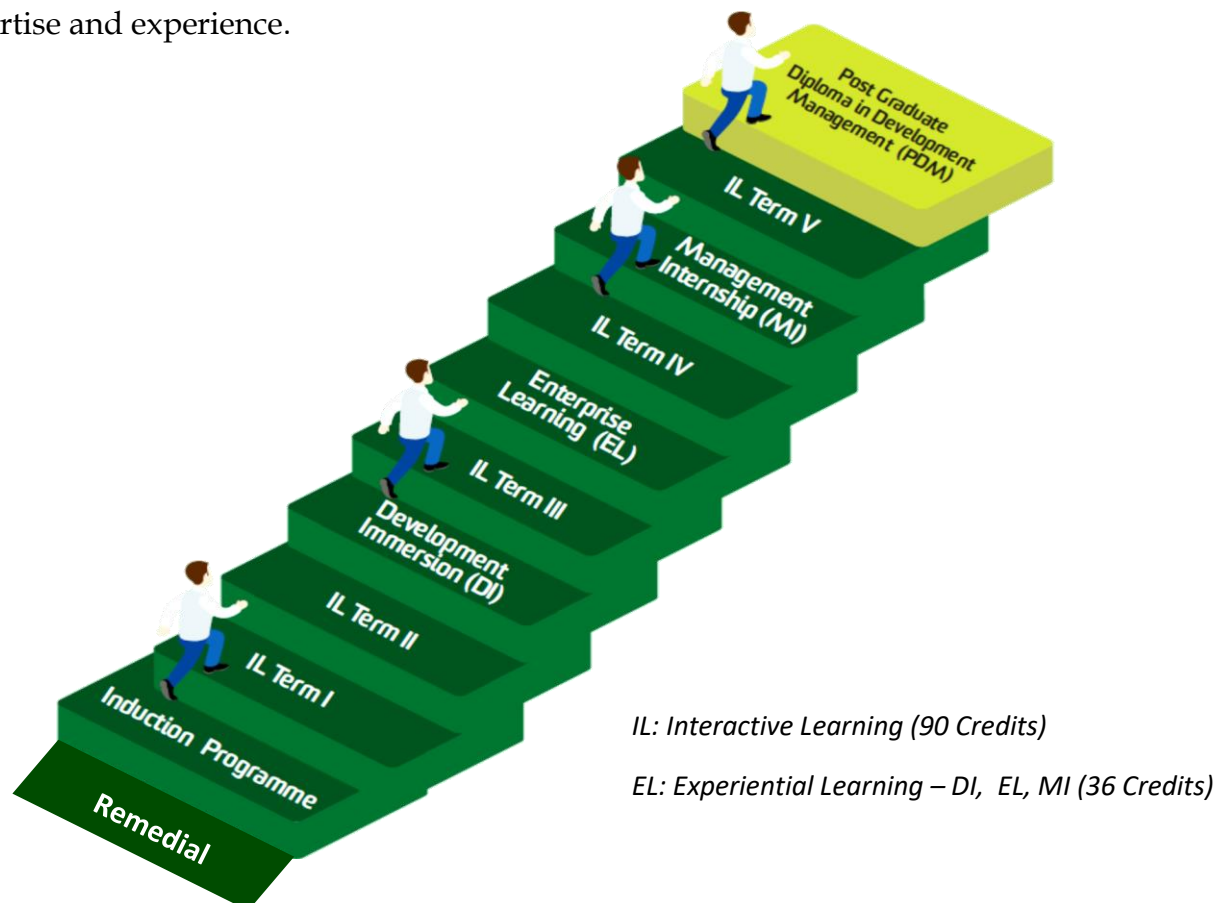 rtise and experience.
Post Graduate
Diploma in Development
Management (PDM)
IL Term V
Management
Internship (MI)
IL Term IV
Enterprise
Learning (EL)
IL Term III
Development
Immersion (DI)
IL Term II
IL Term I
Induction Programme
Remedial
IL: Interactive Learning (90 Credits)
EL: Experiential Learning – DI, EL, MI (36 Credits)